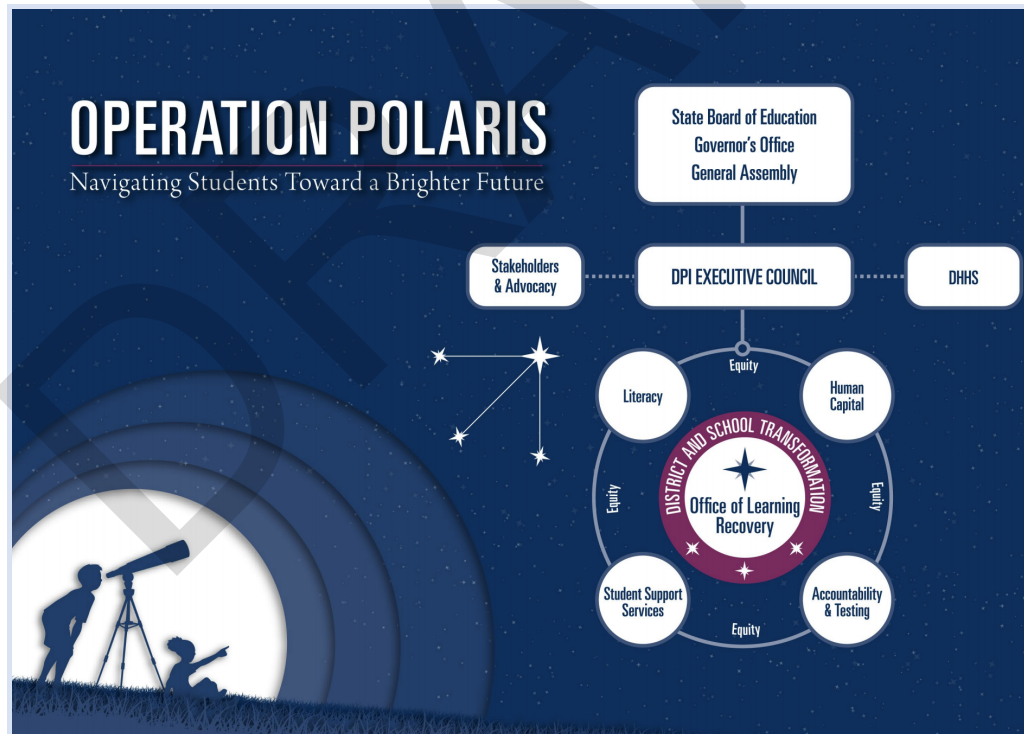 OPERATION POLARIS
Navigating Students Toward a Brighter Future
State Board of Education
Governor's Office
General Assembly
Stakeholders
& Advocacy
DPI EXECUTIVE COUNCIL
DHHS
Equity
Literacy
Human
Capital
DISTRICT AND SCHOOL TRANSFORMATION
Equity
Office of Learning
Recovery
Equity
Student Support
Services
Accountability
& Testing
Equity
DRAFT